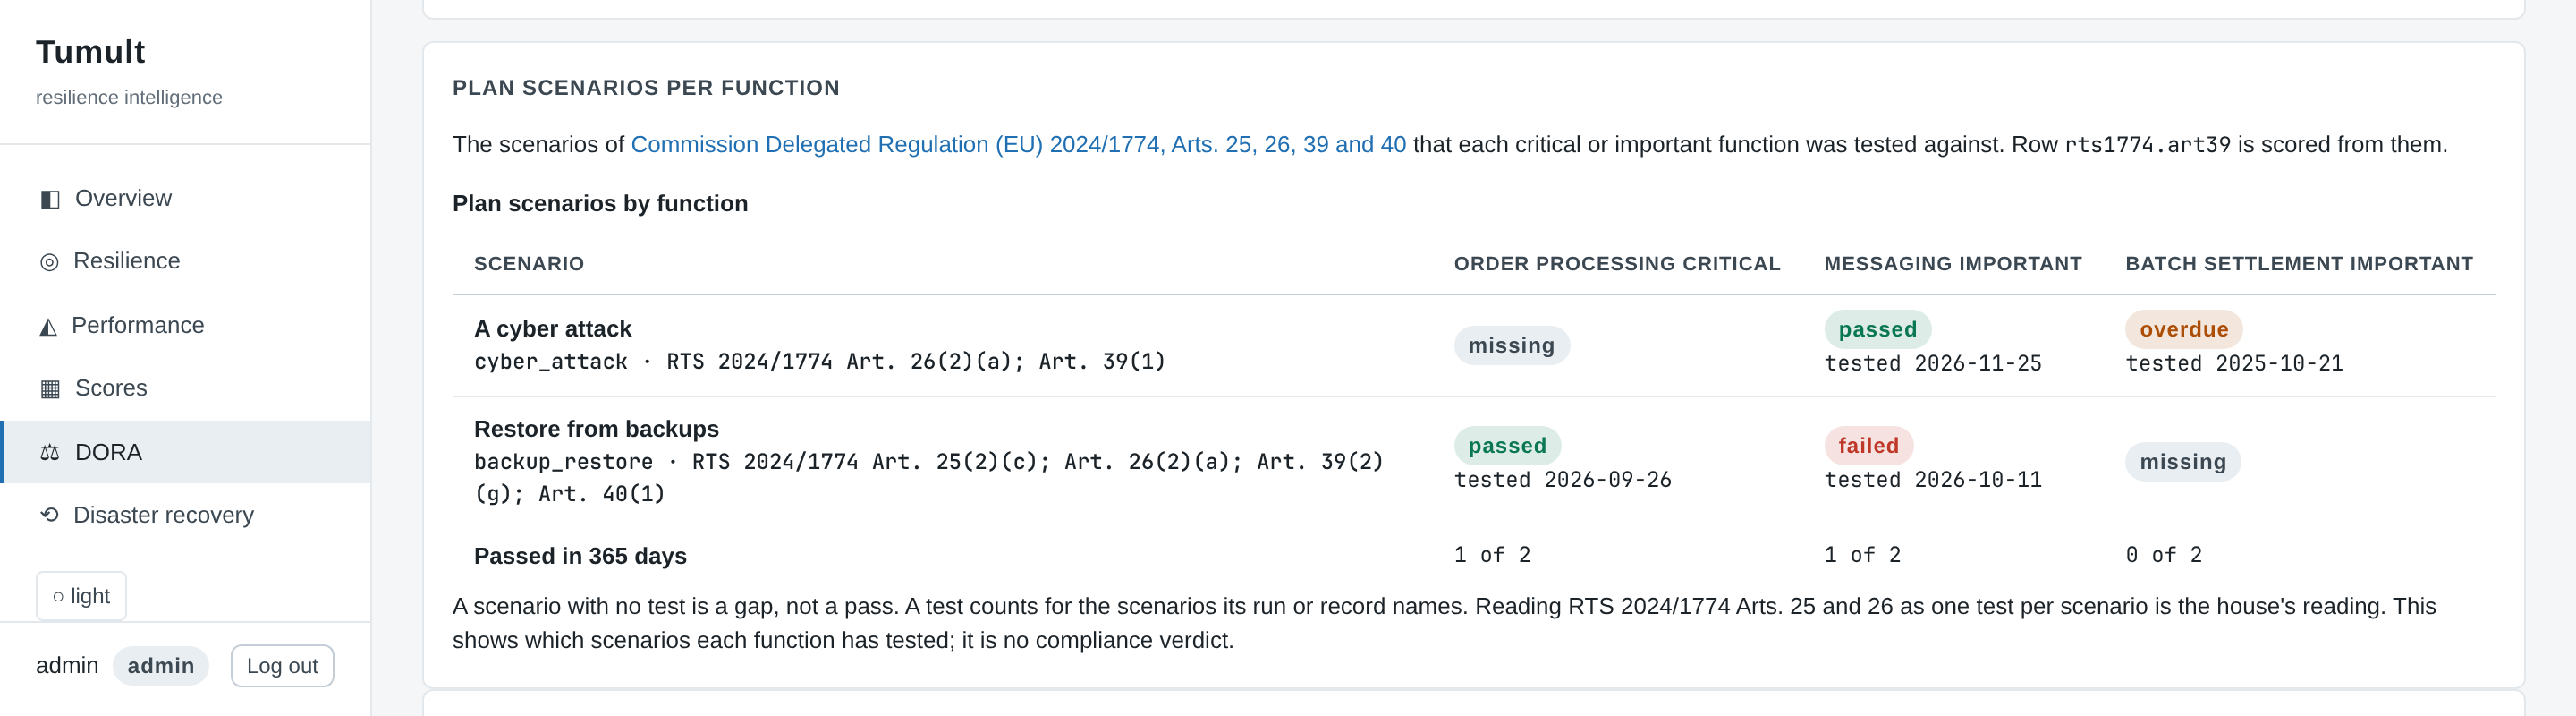 Tumult
resilience intelligence
Overview
Resilience
Performance
Scores
DORA
Disaster recovery
○ light
admin admin Log out
PLAN SCENARIOS PER FUNCTION
The scenarios of Commission Delegated Regulation (EU) 2024/1774, Arts. 25, 26, 39 and 40 that each critical or important function was tested against. Row rts1774.art39 is scored from them.
Plan scenarios by function
SCENARIO ORDER PROCESSING CRITICAL MESSAGING IMPORTANT BATCH SETTLEMENT IMPORTANT
A cyber attack
cyber_attack · RTS 2024/1774 Art. 26(2)(a); Art. 39(1)
missing
passed
tested 2026-11-25
overdue
tested 2025-10-21
Restore from backups
backup_restore · RTS 2024/1774 Art. 25(2)(c); Art. 26(2)(a); Art. 39(2)
(g); Art. 40(1)
passed
tested 2026-09-26
failed
tested 2026-10-11
missing
Passed in 365 days 1 of 2 1 of 2 0 of 2
A scenario with no test is a gap, not a pass. A test counts for the scenarios its run or record names. Reading RTS 2024/1774 Arts. 25 and 26 as one test per scenario is the house's reading. This
shows which scenarios each function has tested; it is no compliance verdict.